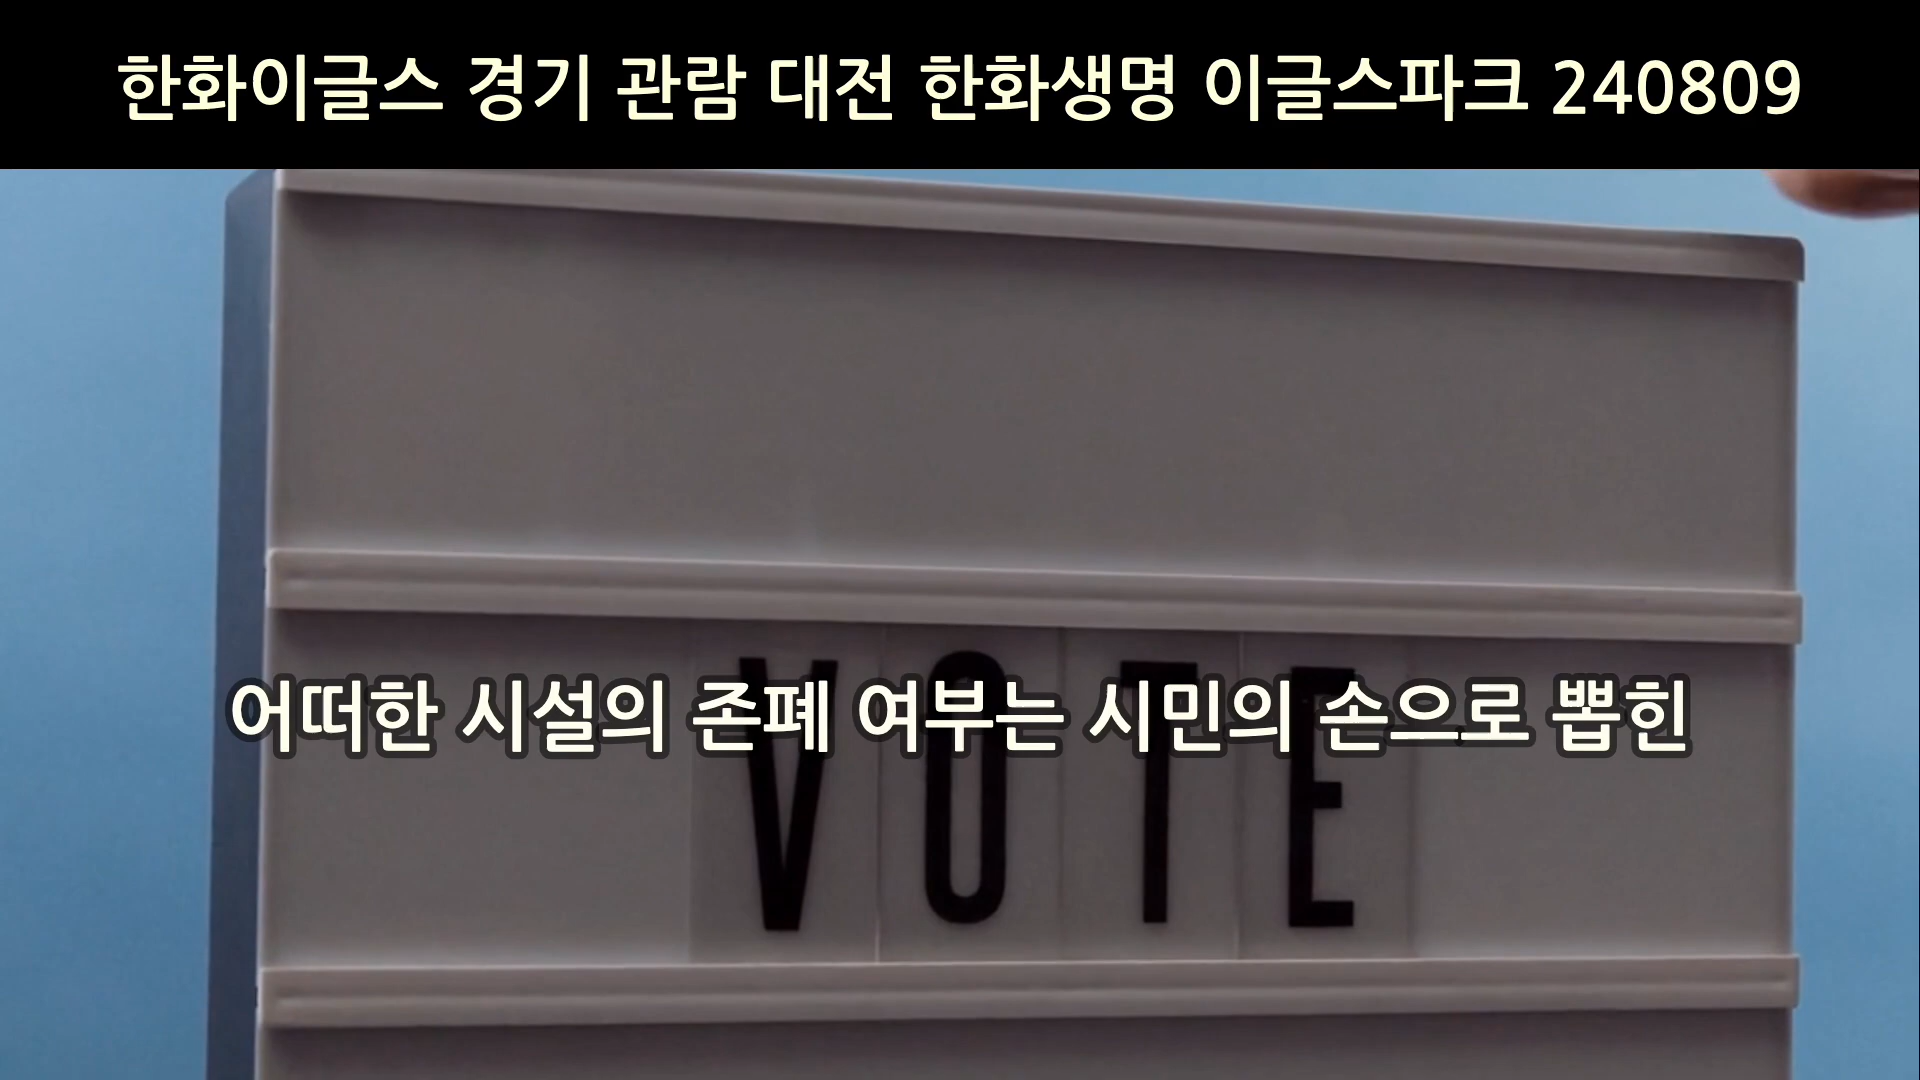 한화이글스 경기 관람 대전 한화생명 이글스파크 240809
어떠한 시설의 존폐 여부는 시민의 손으로 뽑힌
VOTE